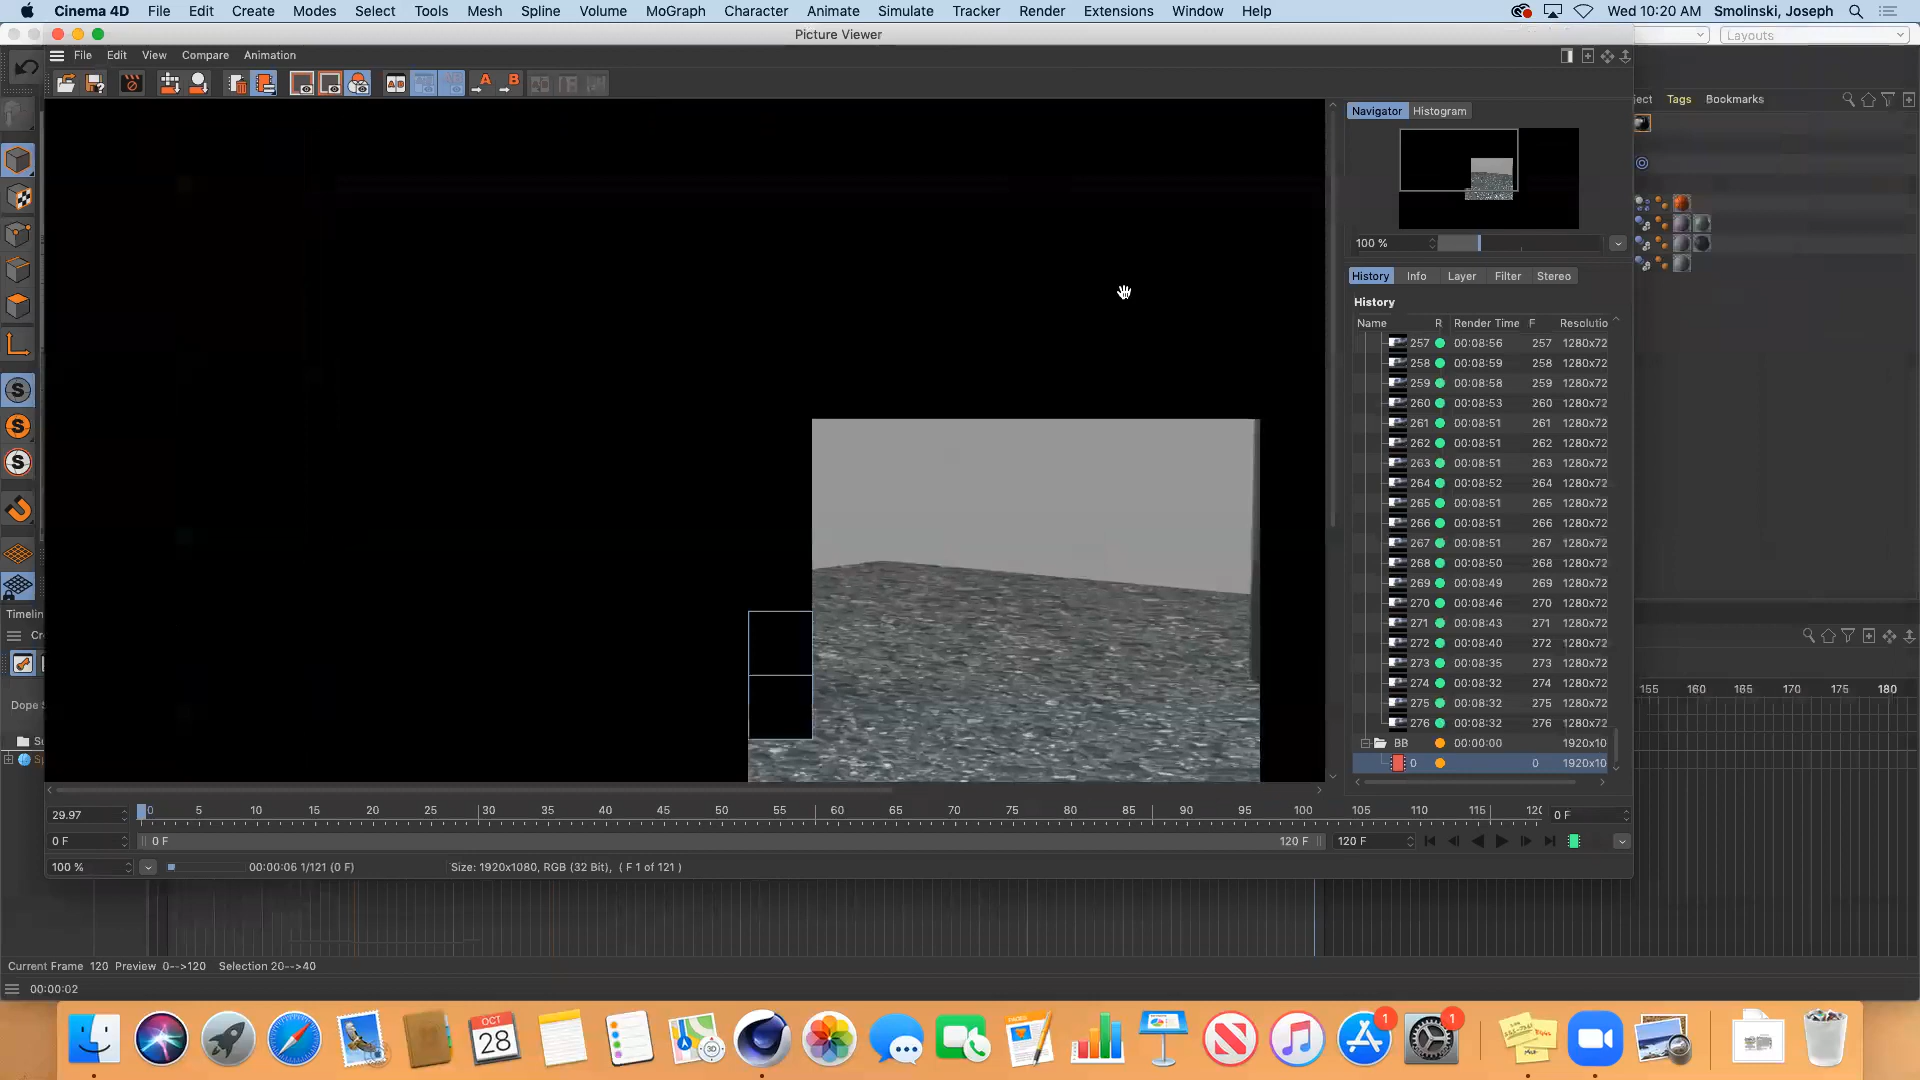 Cinema 4D File Edit Create Modes Select Tools Mesh Spline Volume MoGraph Character Animate Simulate Tracker Render Extensions Window Help Wed 10:20 AM Smolinski, Joseph
Picture Viewer
Layouts
File Edit View Compare Animation
A B
ject Tags Bookmarks
Navigator Histogram
100 %
History Info Layer Filter Stereo
History
Name R Render Time F Resolutio
257 00:08:56 257 1280x72
258 00:08:59 258 1280x72
259 00:08:58 259 1280x72
260 00:08:53 260 1280x72
261 00:08:51 261 1280x72
262 00:08:51 262 1280x72
263 00:08:51 263 1280x72
264 00:08:52 264 1280x72
265 00:08:51 265 1280x72
266 00:08:51 266 1280x72
267 00:08:51 267 1280x72
268 00:08:50 268 1280x72
269 00:08:49 269 1280x72
270 00:08:46 270 1280x72
271 00:08:43 271 1280x72
272 00:08:40 272 1280x72
273 00:08:35 273 1280x72
274 00:08:32 274 1280x72
275 00:08:32 275 1280x72
276 00:08:32 276 1280x72
BB 00:00:00 1920x10
0 0 1920x10
Timelin
Cr
Dope S
Su
155 160 165 170 175 180
29.97 0 5 10 15 20 25 30 35 40 45 50 55 60 65 70 75 80 85 90 95 100 105 110 115 120 0 F
0 F 0 F 120 F 120 F
100 % 00:00:06 1/121 (0 F) Size: 1920x1080, RGB (32 Bit), ( F 1 of 121 )
Current Frame 120 Preview 0-->120 Selection 20-->40
00:00:02
OCT
28
3D
1
1